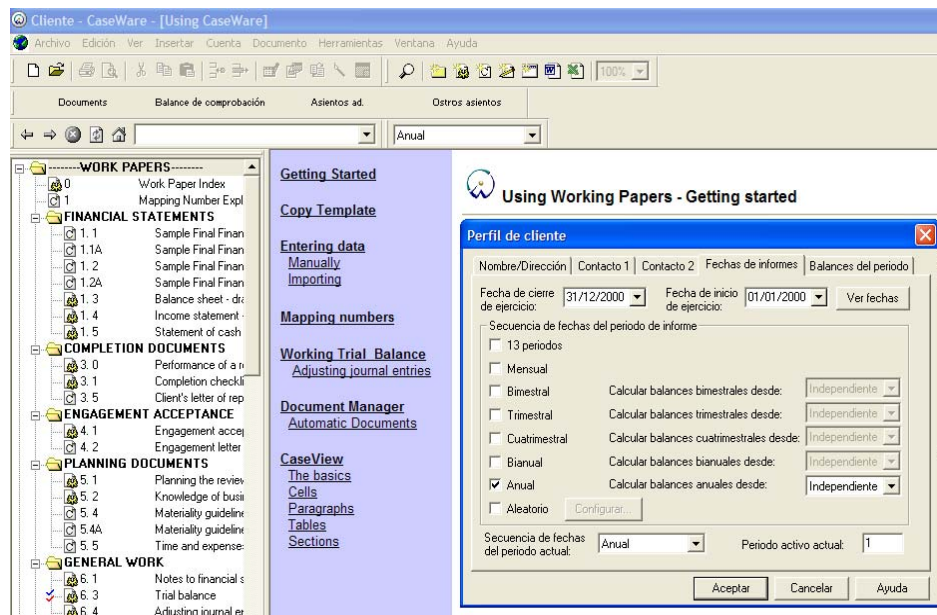 Cliente - CaseWare - [Using CaseWare]
Archivo Edición Ver Insertar Cuenta Documento Herramientas Ventana Ayuda
100%
Documents Balance de comprobación Asientos ad. Ostros asientos
Anual
--------WORK PAPERS--------
0 Work Paper Index
1 Mapping Number Expl
FINANCIAL STATEMENTS
1. 1 Sample Final Finan
1.1A Sample Final Finan
1. 2 Sample Final Finan
1.2A Sample Final Finan
1. 3 Balance sheet - dra
1. 4 Income statement -
1. 5 Statement of cash
COMPLETION DOCUMENTS
3. 0 Performance of a re
3. 1 Completion checkli
3. 5 Client's letter of rep
ENGAGEMENT ACCEPTANCE
4. 1 Engagement accep
4. 2 Engagement letter
PLANNING DOCUMENTS
5. 1 Planning the review
5. 2 Knowledge of busi
5. 4 Materiality guideline
5.4A Materiality guideline
5. 5 Time and expense
GENERAL WORK
6. 1 Notes to financial s
6. 3 Trial balance
6. 4 Adjusting journal en
Getting Started
Copy Template
Entering data
Manually
Importing
Mapping numbers
Working Trial Balance
Adjusting journal entries
Document Manager
Automatic Documents
CaseView
The basics
Cells
Paragraphs
Tables
Sections
Using Working Papers - Getting started
Perfil de cliente
Nombre/Dirección Contacto 1 Contacto 2 Fechas de informes Balances del periodo
Fecha de cierre de ejercicio: 31/12/2000 Fecha de inicio de ejercicio: 01/01/2000 Ver fechas
Secuencia de fechas del periodo de informe
13 periodos
Mensual
Bimestral Calcular balances bimestrales desde: Independiente
Trimestral Calcular balances trimestrales desde: Independiente
Cuatrimestral Calcular balances cuatrimestrales desde: Independiente
Bianual Calcular balances bianuales desde: Independiente
Anual Calcular balances anuales desde: Independiente
Aleatorio Configurar...
Secuencia de fechas del periodo actual: Anual Periodo activo actual: 1
Aceptar Cancelar Ayuda